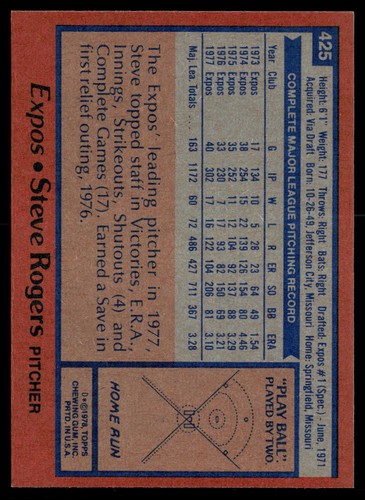 425
Height: 6'1" Weight: 177 Throws: Right Bats: Right Drafted: Expos #1 (Spec.) - June, 1971
Acquired: Via Draft Born: 10-26-49, Jefferson City, Missouri Home: Springfield, Missouri
COMPLETE MAJOR LEAGUE PITCHING RECORD
Year Club G IP W L R ER SO BB ERA
1973 Expos 17 134 10 5 28 23 64 49 1.54
1974 Expos 38 254 15 22 139 126 154 80 4.46
1975 Expos 35 252 11 12 104 92 137 88 3.29
1976 Expos 33 230 7 17 93 82 150 69 3.21
1977 Expos 40 302 17 16 122 104 206 81 3.10
Maj. Lea. Totals 163 1172 60 72 486 427 711 367 3.28
The Expos' leading pitcher in 1977,
Steve topped staff in Victories, E.R.A.,
Innings, Strikeouts, Shutouts (4) and
Complete Games (17). Earned a Save in
first relief outing, 1976.
"PLAY BALL"
PLAYED BY TWO
HOME RUN
Expos • Steve Rogers PITCHER
D* © 1978, TOPPS
CHEWING GUM, INC.
PRTD. IN U.S.A.